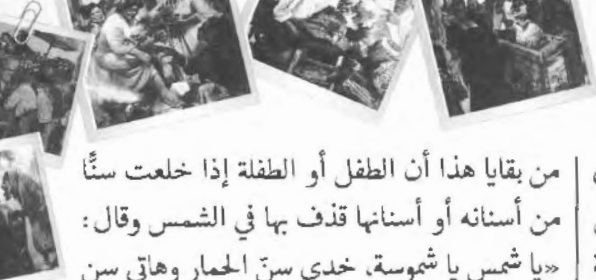 من بقايا هذا أن الطفل أو الطفلة إذا خلعت سنًّا
من أسنانه أو أسنانها قذف بها في الشمس وقال:
«يا شمس يا شموسة، خدي سنّ الحمار وهاتي سن